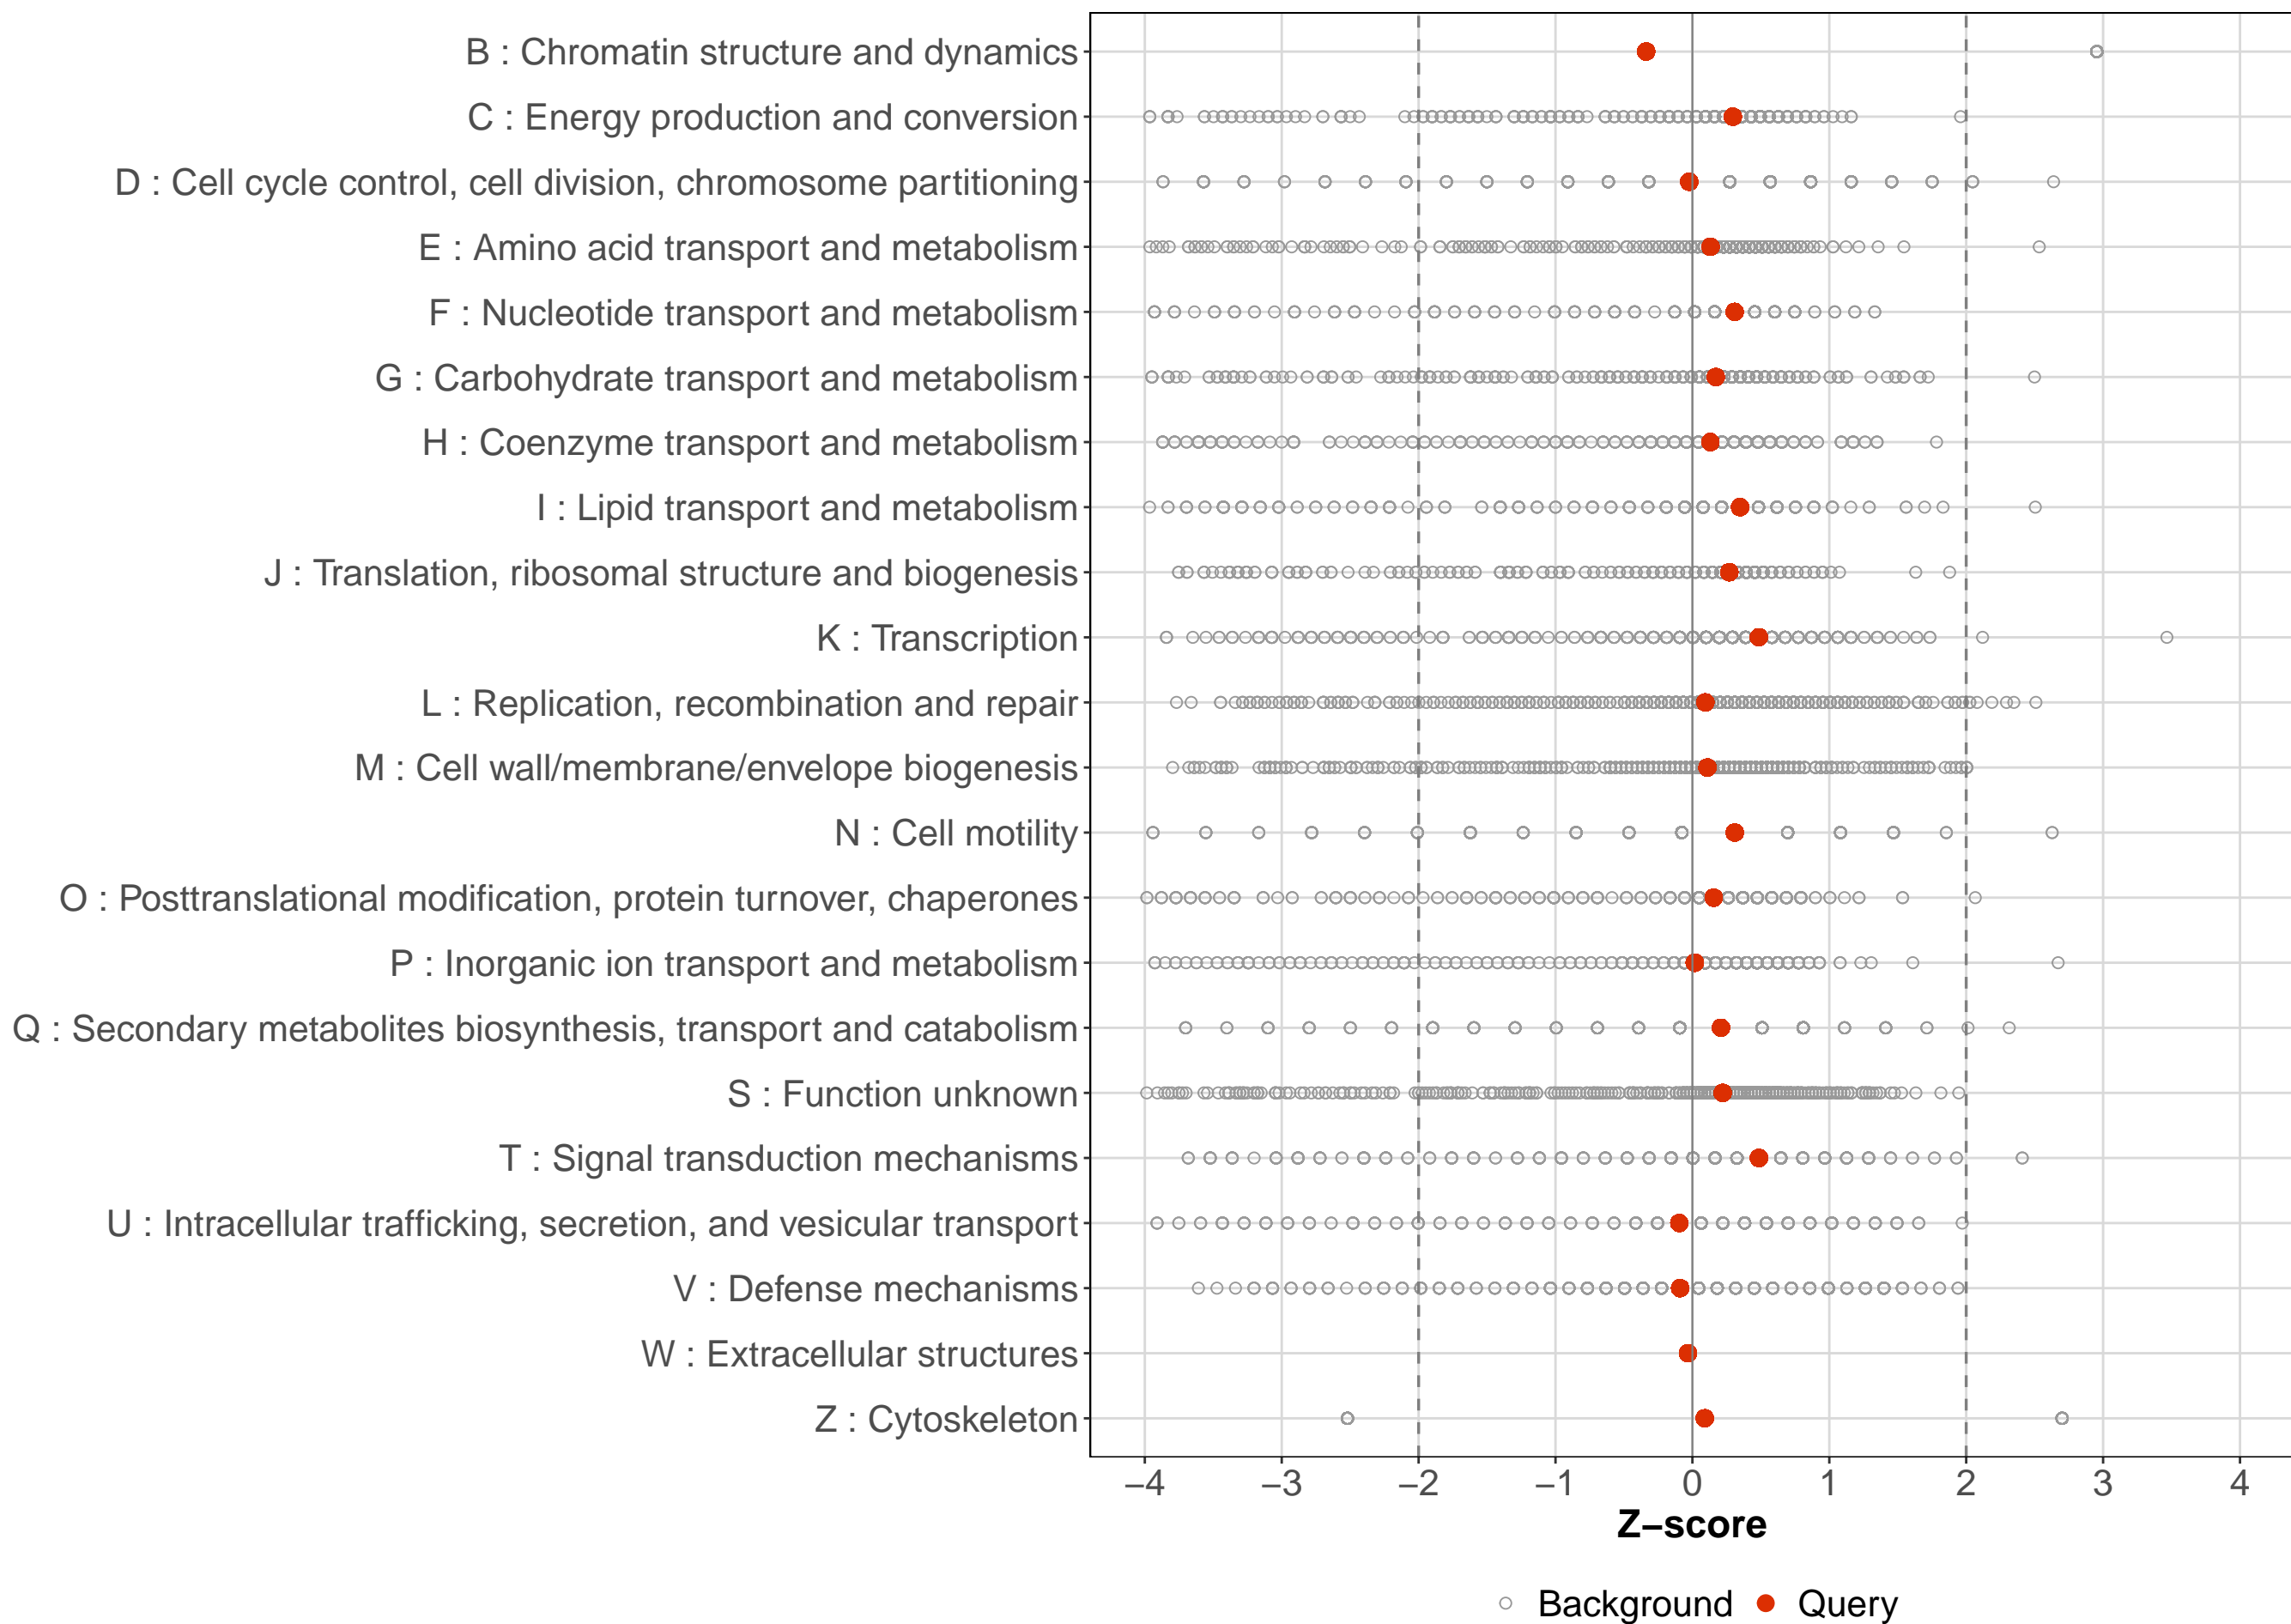 B : Chromatin structure and dynamics
C : Energy production and conversion
D : Cell cycle control, cell division, chromosome partitioning
E : Amino acid transport and metabolism
F : Nucleotide transport and metabolism
G : Carbohydrate transport and metabolism
H : Coenzyme transport and metabolism
I : Lipid transport and metabolism
J : Translation, ribosomal structure and biogenesis
K : Transcription
L : Replication, recombination and repair
M : Cell wall/membrane/envelope biogenesis
N : Cell motility
O : Posttranslational modification, protein turnover, chaperones
P : Inorganic ion transport and metabolism
Q : Secondary metabolites biosynthesis, transport and catabolism
S : Function unknown
T : Signal transduction mechanisms
U : Intracellular trafficking, secretion, and vesicular transport
V : Defense mechanisms
W : Extracellular structures
Z : Cytoskeleton
−4 −3 −2 −1 0 1 2 3 4
Z−score
Background Query